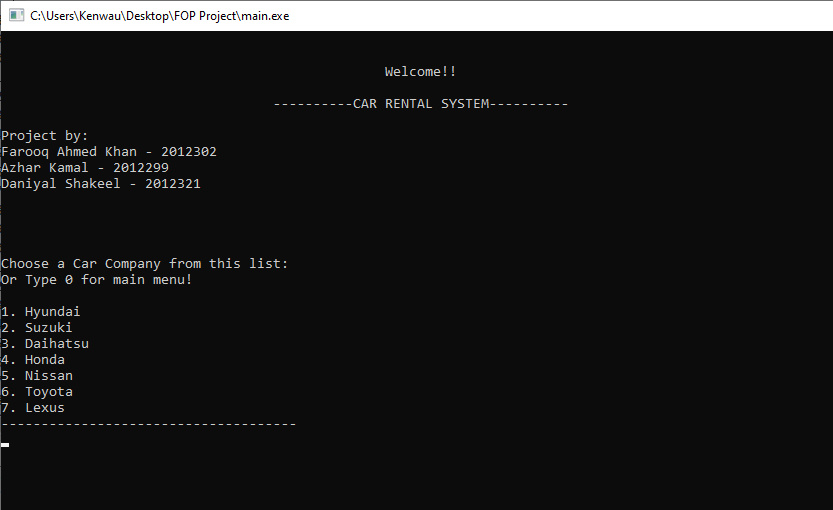 C:\Users\Kenwau\Desktop\FOP Project\main.exe
Welcome!!
----------CAR RENTAL SYSTEM----------
Project by:
Farooq Ahmed Khan - 2012302
Azhar Kamal - 2012299
Daniyal Shakeel - 2012321
Choose a Car Company from this list:
Or Type 0 for main menu!
1. Hyundai
2. Suzuki
3. Daihatsu
4. Honda
5. Nissan
6. Toyota
7. Lexus
-------------------------------------